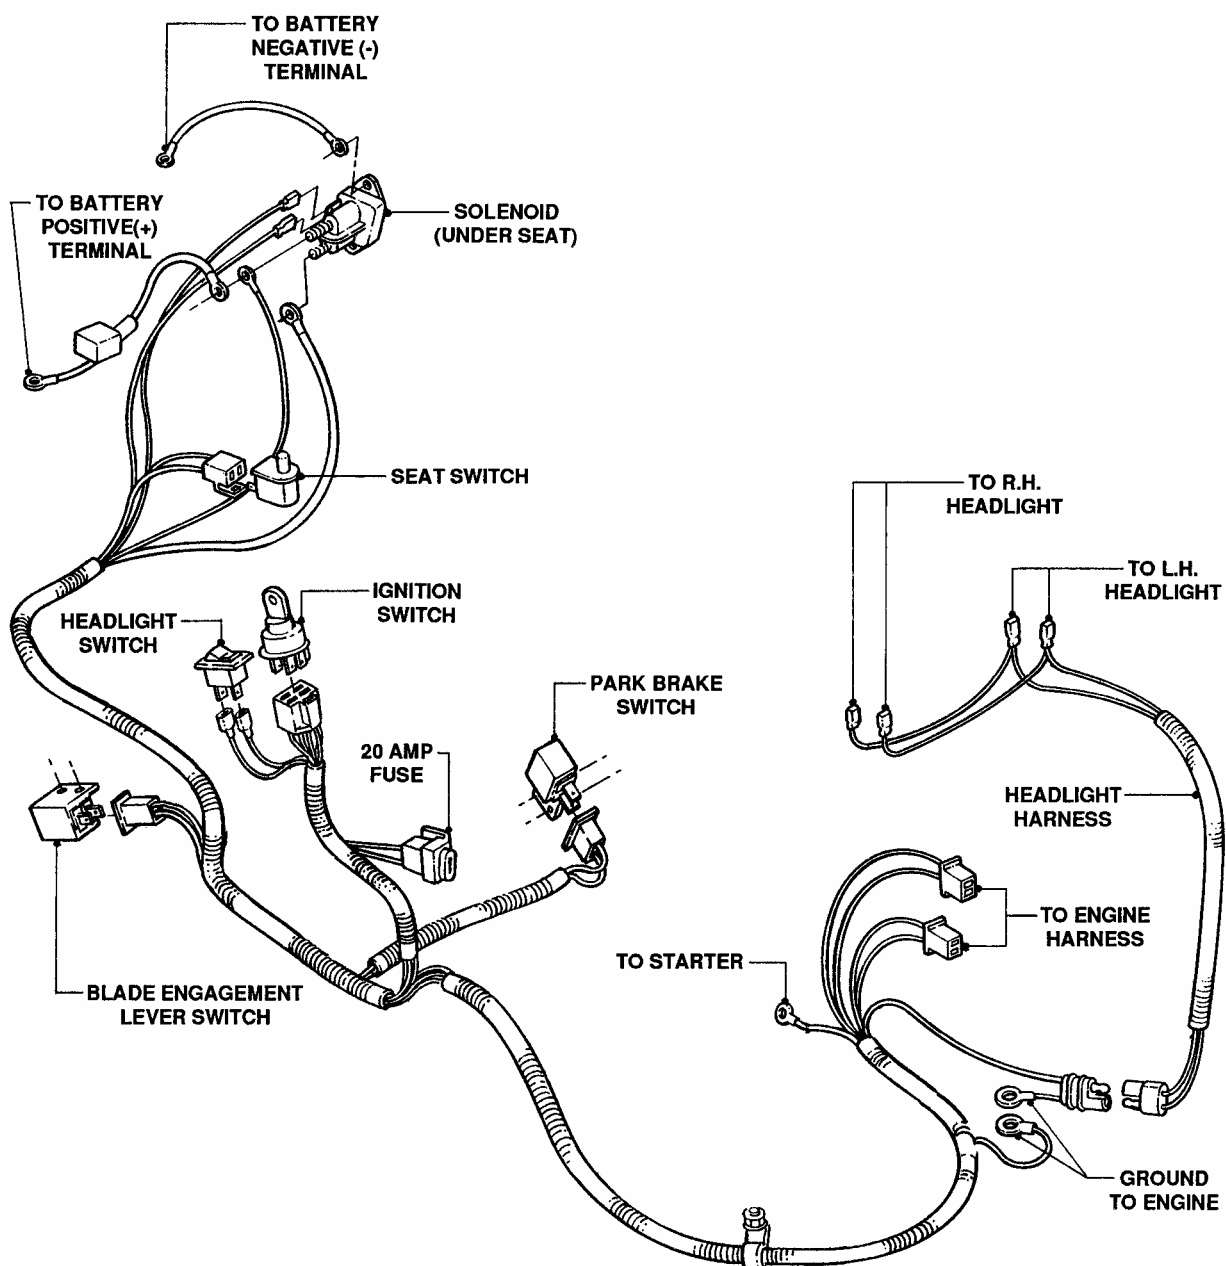 TO BATTERY
NEGATIVE (-)
TERMINAL
TO BATTERY
POSITIVE(+)
TERMINAL
SOLENOID
(UNDER SEAT)
SEAT SWITCH
TO R.H.
HEADLIGHT
TO L.H.
HEADLIGHT
IGNITION
SWITCH
HEADLIGHT
SWITCH
PARK BRAKE
SWITCH
20 AMP
FUSE
HEADLIGHT
HARNESS
TO ENGINE
HARNESS
TO STARTER
BLADE ENGAGEMENT
LEVER SWITCH
GROUND
TO ENGINE